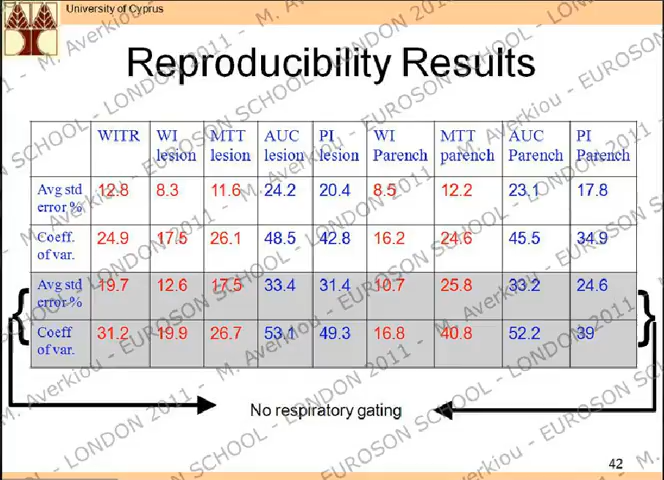 University of Cyprus
Reproducibility Results
WITR WI lesion MTT lesion AUC lesion PI lesion WI Parench MTT parench AUC Parench PI Parench
Avg std error % 12.8 8.3 11.6 24.2 20.4 8.5 12.2 23.1 17.8
Coeff. of var. 24.9 17.5 26.1 48.5 42.8 16.2 24.6 45.5 34.9
Avg std error % 19.7 12.6 17.5 33.4 31.4 10.7 25.8 33.2 24.6
Coeff of var. 31.2 19.9 26.7 53.1 49.3 16.8 40.8 52.2 39
No respiratory gating
42
M. Averkiou - EUROSON SCHOOL - LONDON 2011 -